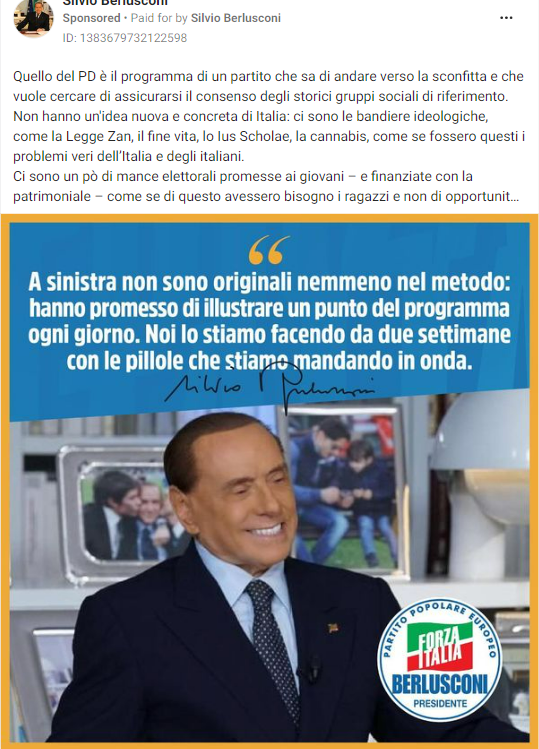 Silvio Berlusconi
Sponsored • Paid for by Silvio Berlusconi
ID: 1383679732122598
Quello del PD è il programma di un partito che sa di andare verso la sconfitta e che
vuole cercare di assicurarsi il consenso degli storici gruppi sociali di riferimento.
Non hanno un'idea nuova e concreta di Italia: ci sono le bandiere ideologiche,
come la Legge Zan, il fine vita, lo Ius Scholae, la cannabis, come se fossero questi i
problemi veri dell'Italia e degli italiani.
Ci sono un pò di mance elettorali promesse ai giovani – e finanziate con la
patrimoniale – come se di questo avessero bisogno i ragazzi e non di opportunit...
“
A sinistra non sono originali nemmeno nel metodo:
hanno promesso di illustrare un punto del programma
ogni giorno. Noi lo stiamo facendo da due settimane
con le pillole che stiamo mandando in onda.
Silvio Berlusconi
PARTITO POPOLARE EUROPEO
FORZA
ITALIA
BERLUSCONI
PRESIDENTE